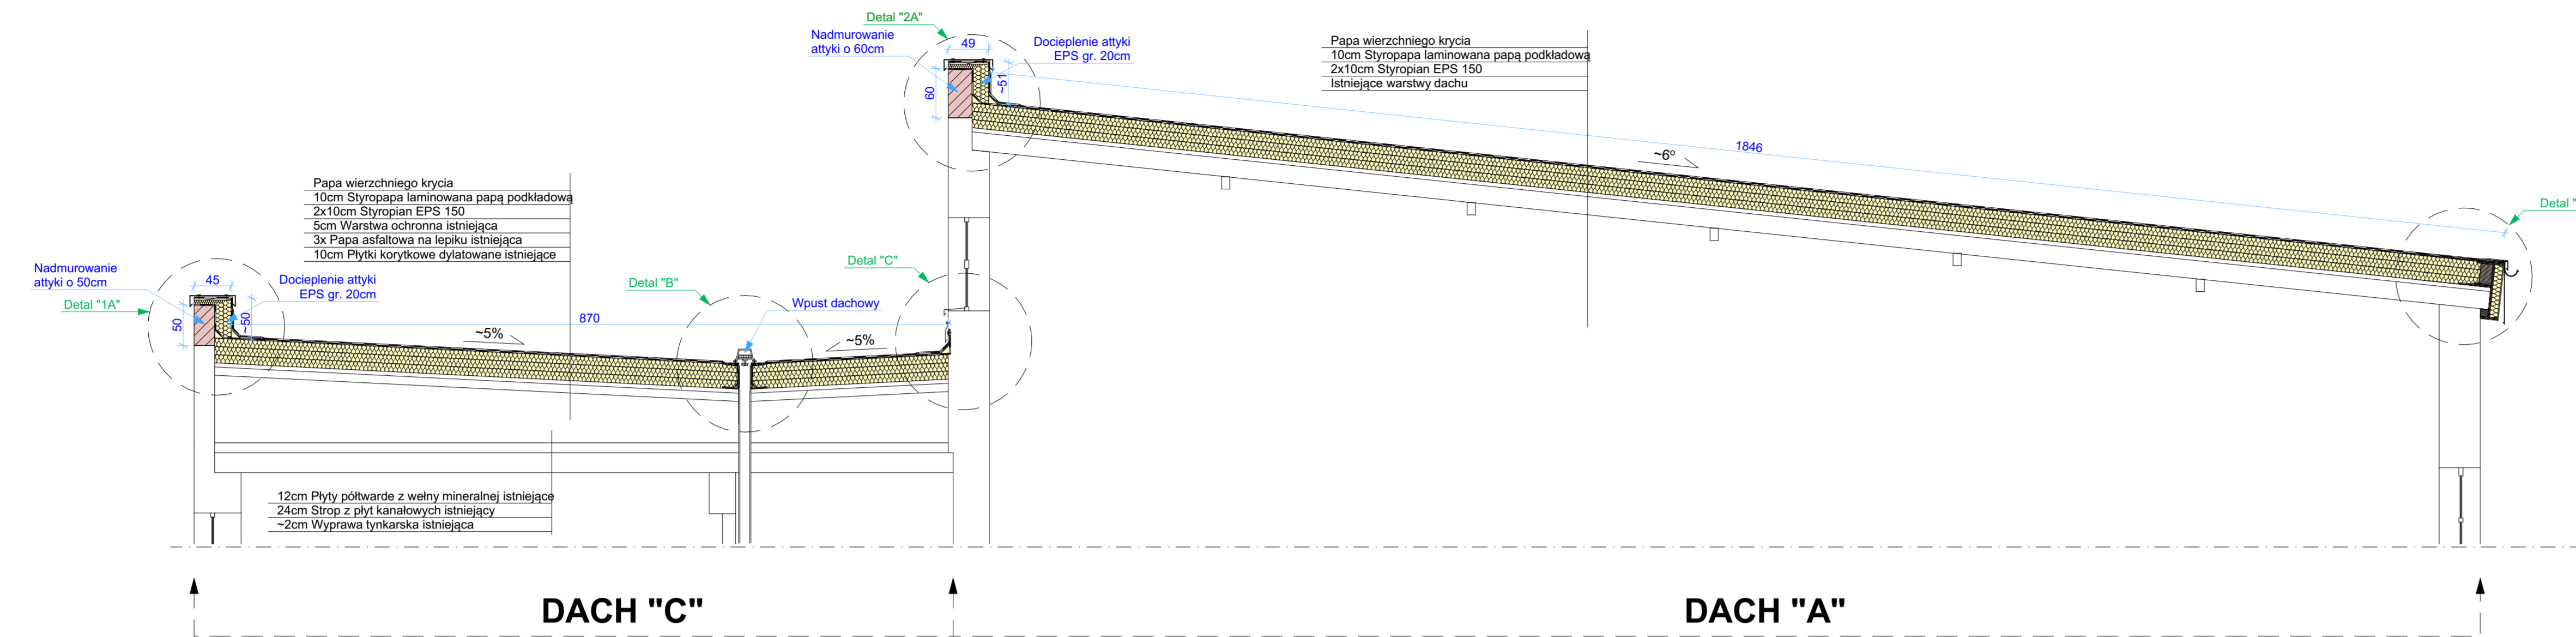 Detal "2A"
Nadmurowanie
attyki o 60cm
49
Docieplenie attyki
EPS gr. 20cm
60
~51
Papa wierzchniego krycia
10cm Styropapa laminowana papą podkładową
2x10cm Styropian EPS 150
Istniejące warstwy dachu
1846
~6°
Detal "
Papa wierzchniego krycia
10cm Styropapa laminowana papą podkładową
2x10cm Styropian EPS 150
5cm Warstwa ochronna istniejąca
3x Papa asfaltowa na lepiku istniejąca
10cm Płytki korytkowe dylatowane istniejące
Nadmurowanie
attyki o 50cm
Detal "1A"
45
Docieplenie attyki
EPS gr. 20cm
50
~50
870
~5%
Detal "B"
Wpust dachowy
Detal "C"
~5%
12cm Płyty półtwarde z wełny mineralnej istniejące
24cm Strop z płyt kanałowych istniejący
~2cm Wyprawa tynkarska istniejąca
DACH "C"
DACH "A"